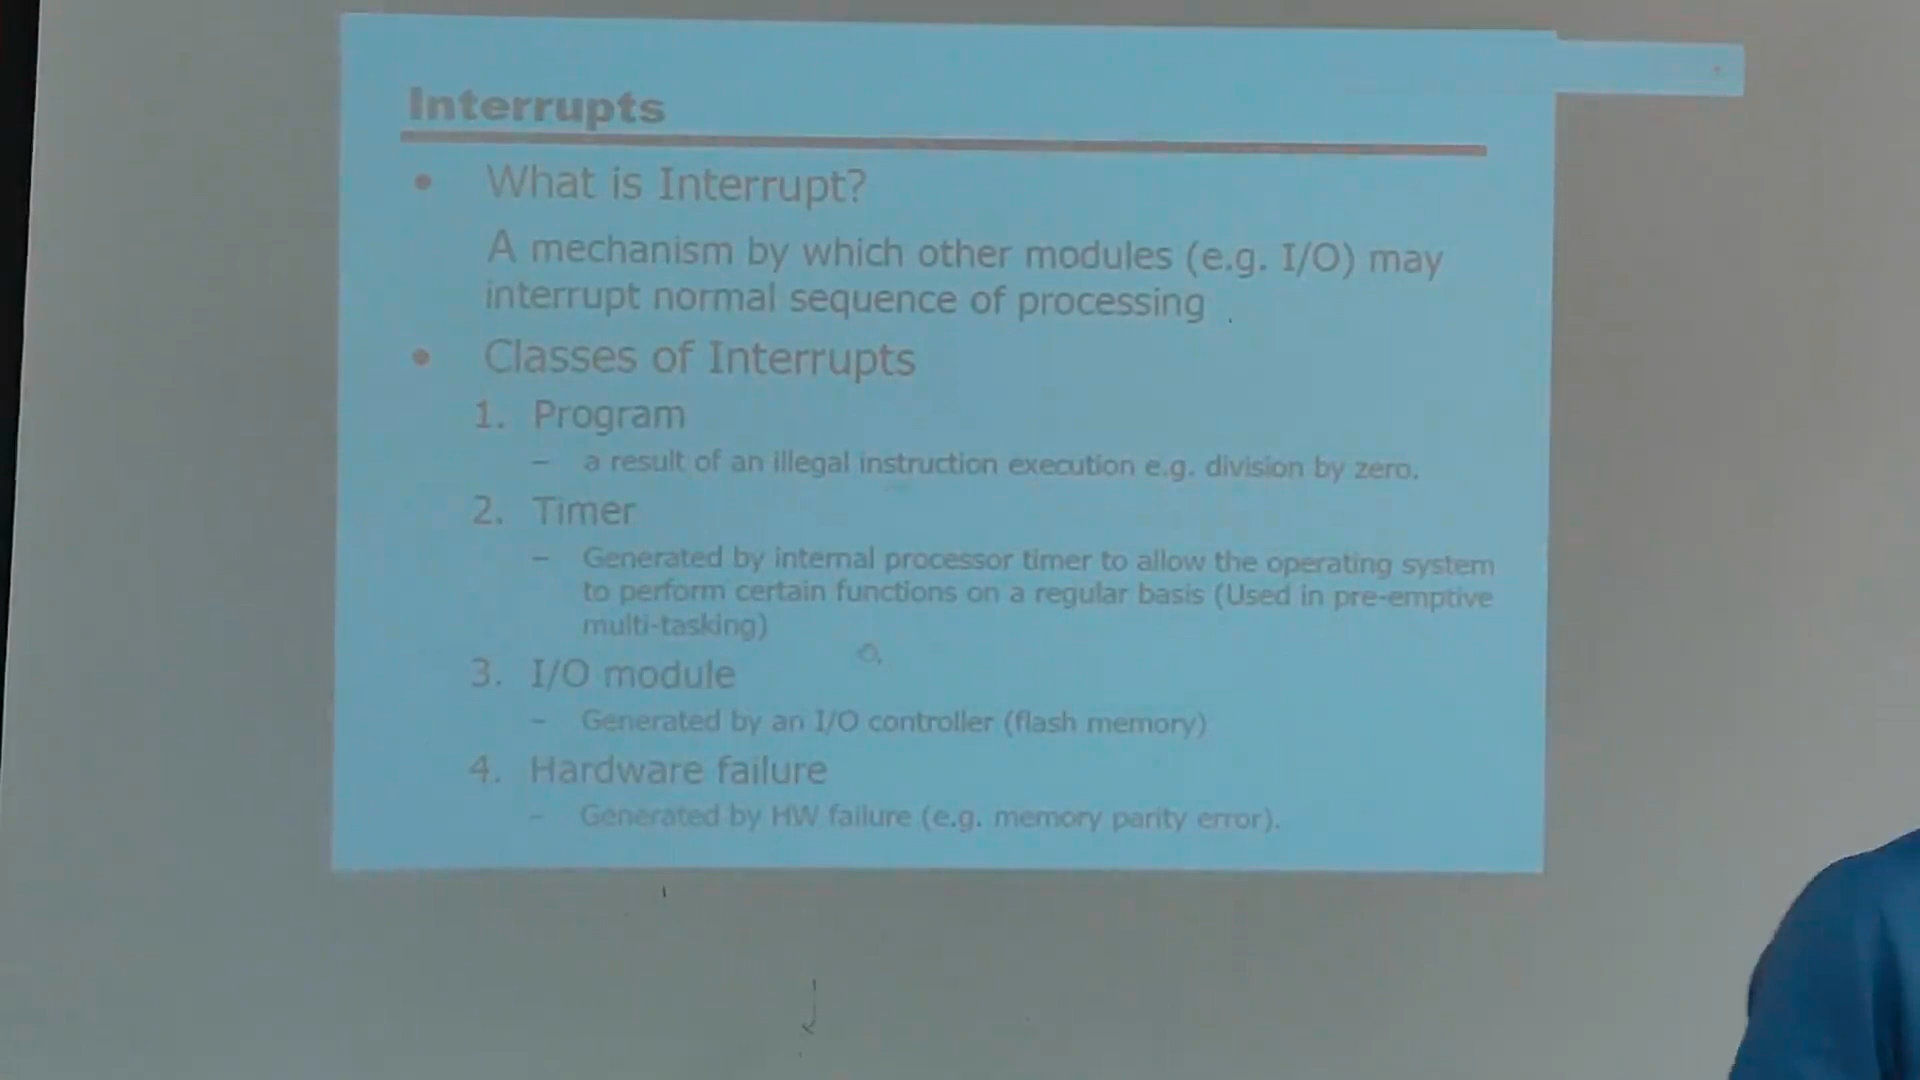 Interrupts
• What is Interrupt?
A mechanism by which other modules (e.g. I/O) may
interrupt normal sequence of processing
• Classes of Interrupts
1. Program
– a result of an illegal instruction execution e.g. division by zero.
2. Timer
– Generated by internal processor timer to allow the operating system
to perform certain functions on a regular basis (Used in pre-emptive
multi-tasking)
3. I/O module
– Generated by an I/O controller (flash memory)
4. Hardware failure
– Generated by HW failure (e.g. memory parity error).